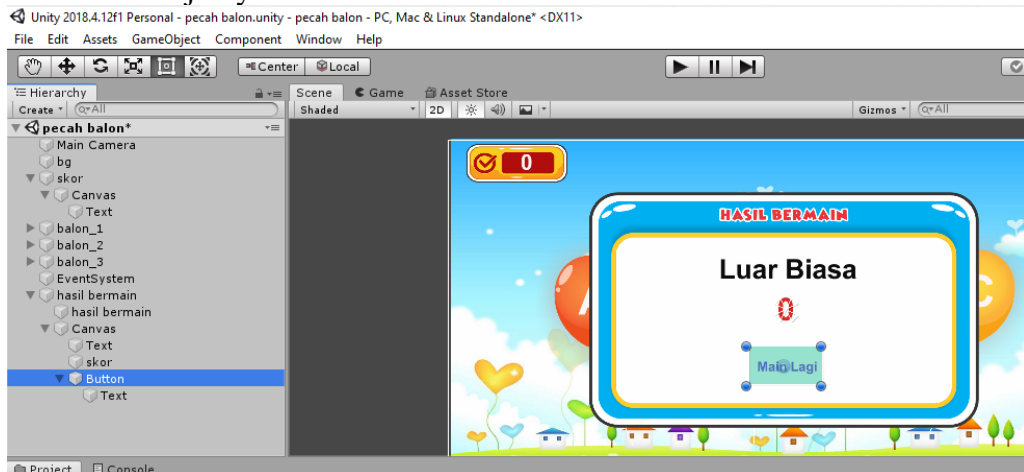 Unity 2018.4.12f1 Personal - pecah balon.unity - pecah balon - PC, Mac & Linux Standalone* <DX11>
File Edit Assets GameObject Component Window Help
Center Local
Hierarchy
Scene Game Asset Store
Create All
Shaded 2D Gizmos All
pecah balon*
Main Camera
bg
skor
Canvas
Text
balon_1
balon_2
balon_3
EventSystem
hasil bermain
hasil bermain
Canvas
Text
skor
Button
Text
0
HASIL BERMAIN
Luar Biasa
0
Main Lagi
C
Project Console